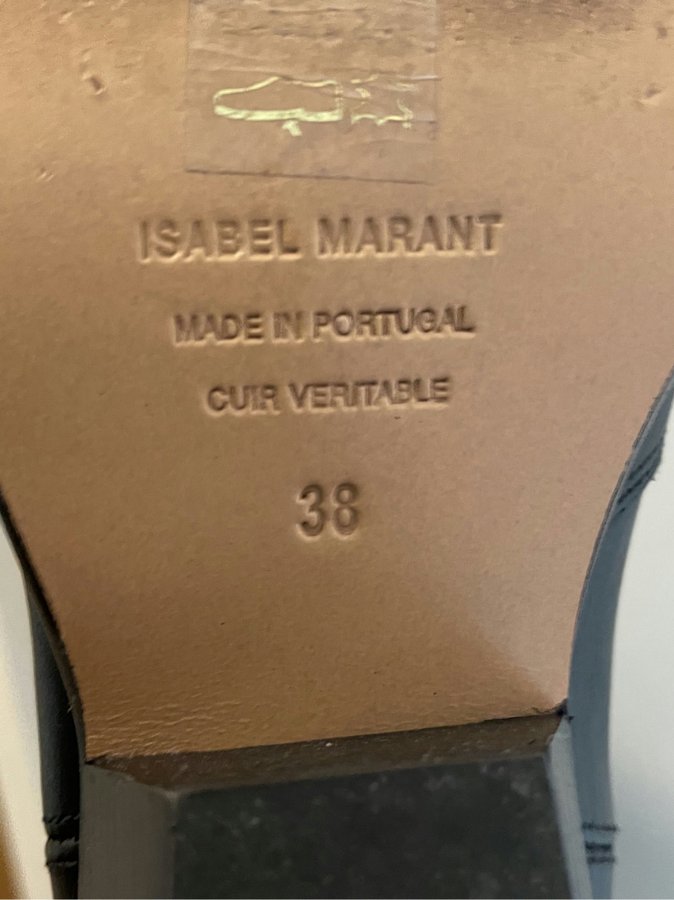 ISABEL MARANT
MADE IN PORTUGAL
CUIR VERITABLE
38